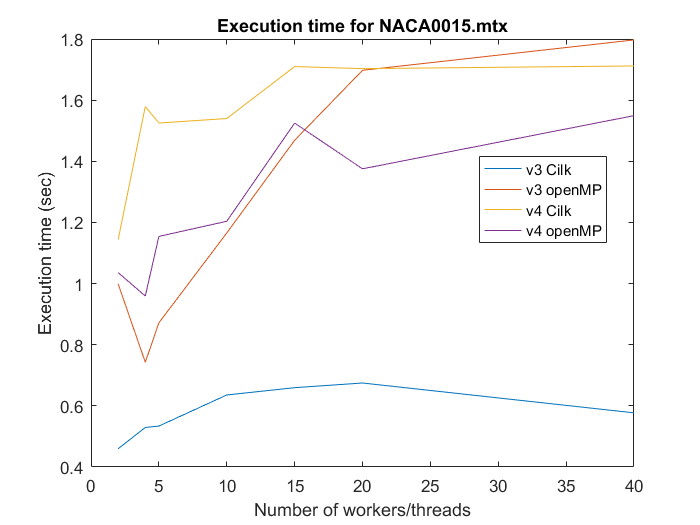 Execution time for NACA0015.mtx
1.8
1.6
1.4
1.2
1
0.8
0.6
0.4
Execution time (sec)
v3 Cilk
v3 openMP
v4 Cilk
v4 openMP
0 5 10 15 20 25 30 35 40
Number of workers/threads